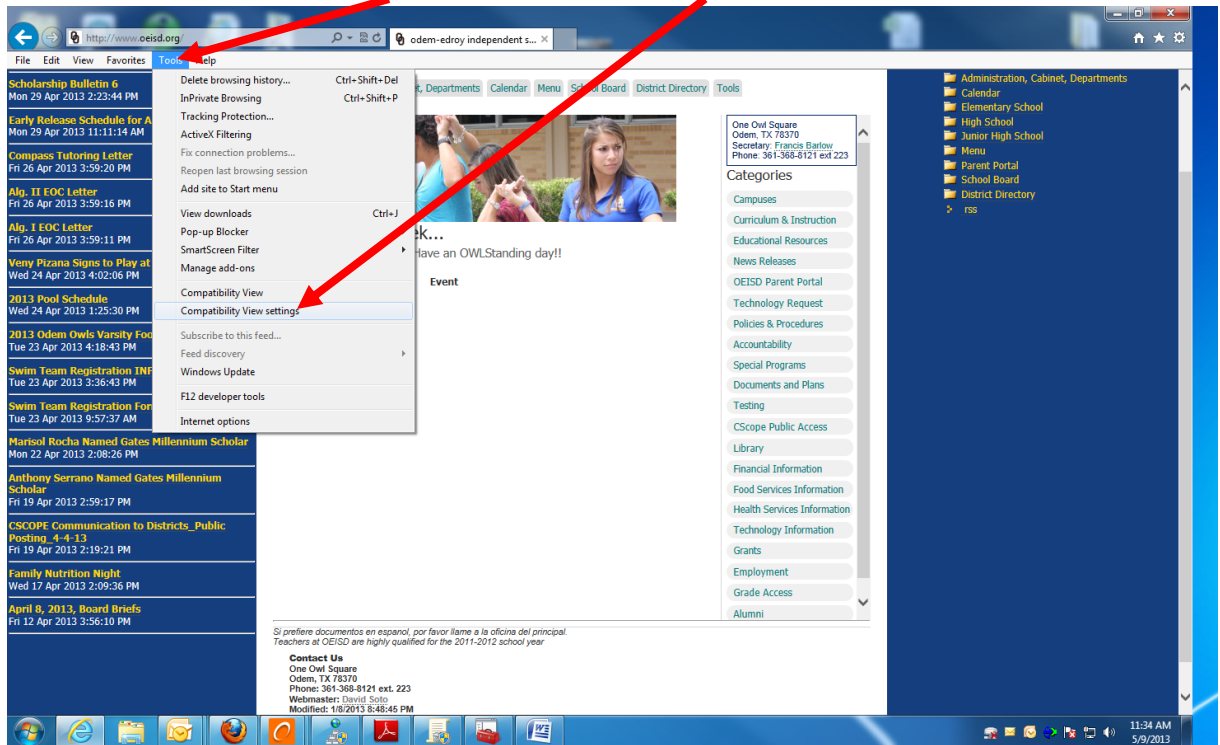 http://www.oeisd.org/
odem-edroy independent s...
File Edit View Favorites Tools Help
Scholarship Bulletin 6
Mon 29 Apr 2013 2:23:44 PM
Early Release Schedule for A
Mon 29 Apr 2013 11:11:14 AM
Compass Tutoring Letter
Fri 26 Apr 2013 3:59:20 PM
Alg. II EOC Letter
Fri 26 Apr 2013 3:59:16 PM
Alg. I EOC Letter
Fri 26 Apr 2013 3:59:11 PM
Veny Pizana Signs to Play at
Wed 24 Apr 2013 4:02:06 PM
2013 Pool Schedule
Wed 24 Apr 2013 1:25:30 PM
2013 Odem Owls Varsity Foo
Tue 23 Apr 2013 4:18:43 PM
Swim Team Registration INF
Tue 23 Apr 2013 3:36:43 PM
Swim Team Registration For
Tue 23 Apr 2013 9:57:37 AM
Marisol Rocha Named Gates Millennium Scholar
Mon 22 Apr 2013 2:08:26 PM
Anthony Serrano Named Gates Millennium
Scholar
Fri 19 Apr 2013 2:59:17 PM
CSCOPE Communication to Districts_Public
Posting_4-4-13
Fri 19 Apr 2013 2:19:21 PM
Family Nutrition Night
Wed 17 Apr 2013 2:09:36 PM
April 8, 2013, Board Briefs
Fri 12 Apr 2013 3:56:10 PM
Delete browsing history... Ctrl+Shift+Del
InPrivate Browsing Ctrl+Shift+P
Tracking Protection...
ActiveX Filtering
Fix connection problems...
Reopen last browsing session
Add site to Start menu
View downloads Ctrl+J
Pop-up Blocker
SmartScreen Filter
Manage add-ons
Compatibility View
Compatibility View settings
Subscribe to this feed...
Feed discovery
Windows Update
F12 developer tools
Internet options
t, Departments Calendar Menu School Board District Directory Tools
ek...
Have an OWLStanding day!!
Event
One Owl Square
Odem, TX 78370
Secretary: Francis Barlow
Phone: 361-368-8121 ext 223
Categories
Campuses
Curriculum & Instruction
Educational Resources
News Releases
OEISD Parent Portal
Technology Request
Policies & Procedures
Accountability
Special Programs
Documents and Plans
Testing
CScope Public Access
Library
Financial Information
Food Services Information
Health Services Information
Technology Information
Grants
Employment
Grade Access
Alumni
Administration, Cabinet, Departments
Calendar
Elementary School
High School
Junior High School
Menu
Parent Portal
School Board
District Directory
rss
Si prefiere documentos en espanol, por favor llame a la oficina del principal.
Teachers at OEISD are highly qualified for the 2011-2012 school year
Contact Us
One Owl Square
Odem, TX 78370
Phone: 361-368-8121 ext. 223
Webmaster: David Soto
Modified: 1/8/2013 8:48:45 PM
11:34 AM
5/9/2013